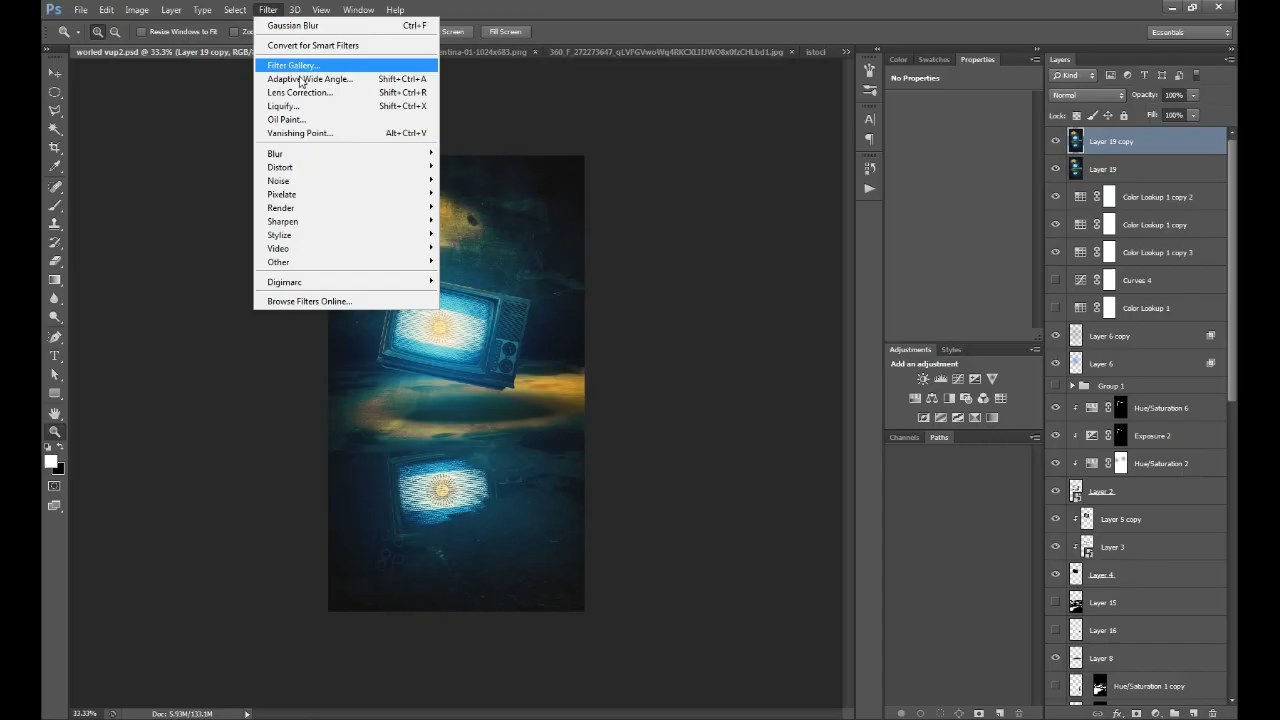 Ps File Edit Image Layer Type Select Filter 3D View Window Help
Resize Windows to Fit Screen Fill Screen Essentials
worled vup2.psd @ 33.3% (Layer 19 copy, RGB/ entina-01-1024x683.png × 360_F_272273647_qLVFGVwoWq4RKCXLIJ8X0fzCHLbd1.jpg × istocl
Gaussian Blur Ctrl+F
Convert for Smart Filters
Filter Gallery...
Adaptive Wide Angle... Shift+Ctrl+A
Lens Correction... Shift+Ctrl+R
Liquify... Shift+Ctrl+X
Oil Paint...
Vanishing Point... Alt+Ctrl+V
Blur
Distort
Noise
Pixelate
Render
Sharpen
Stylize
Video
Other
Digimarc
Browse Filters Online...
Color Swatches Properties
No Properties
Adjustments Styles
Add an adjustment
Channels Paths
Layers
Kind
Normal Opacity: 100%
Lock: Fill: 100%
Layer 19 copy
Layer 19
Color Lookup 1 copy 2
Color Lookup 1 copy
Color Lookup 1 copy 3
Curves 4
Color Lookup 1
Layer 6 copy
Layer 6
Group 1
Hue/Saturation 6
Exposure 2
Hue/Saturation 2
Layer 2
Layer 5 copy
Layer 3
Layer 4
Layer 15
Layer 16
Layer 8
Hue/Saturation 1 copy
33.33% Doc: 5.93M/133.1M